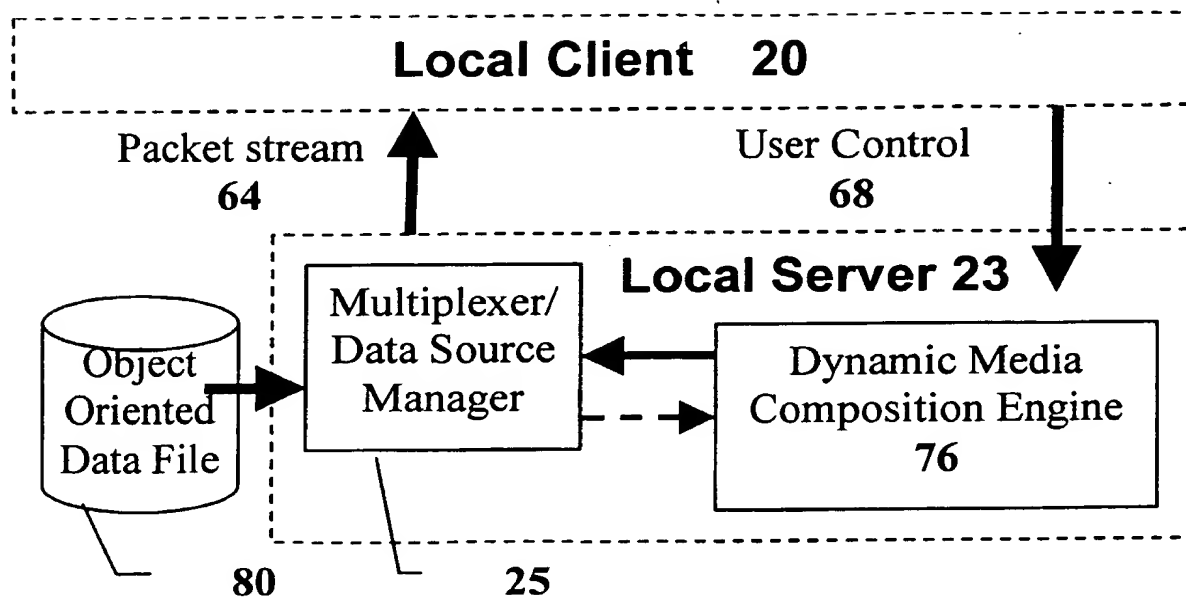 Local Client 20
Packet stream
64
User Control
68
Local Server 23
Multiplexer/
Data Source
Manager
Object
Oriented
Data File
Dynamic Media
Composition Engine
76
80
25